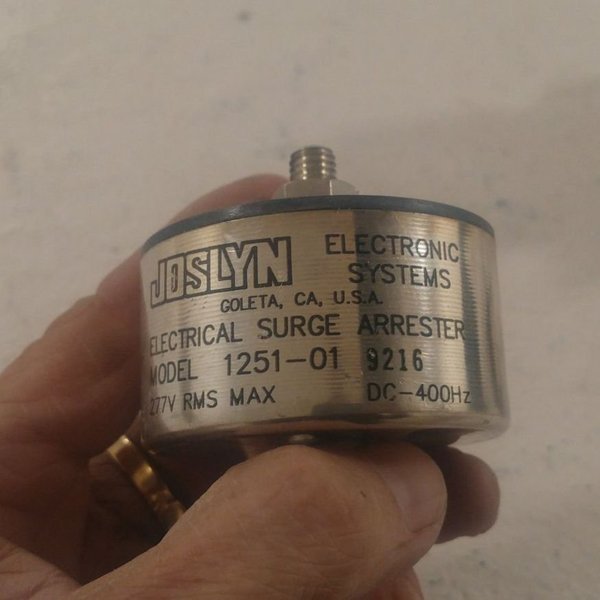 JOSLYN ELECTRONIC
SYSTEMS
GOLETA, CA, U.S.A.
ELECTRICAL SURGE ARRESTER
MODEL 1251-01 9216
277V RMS MAX DC-400Hz